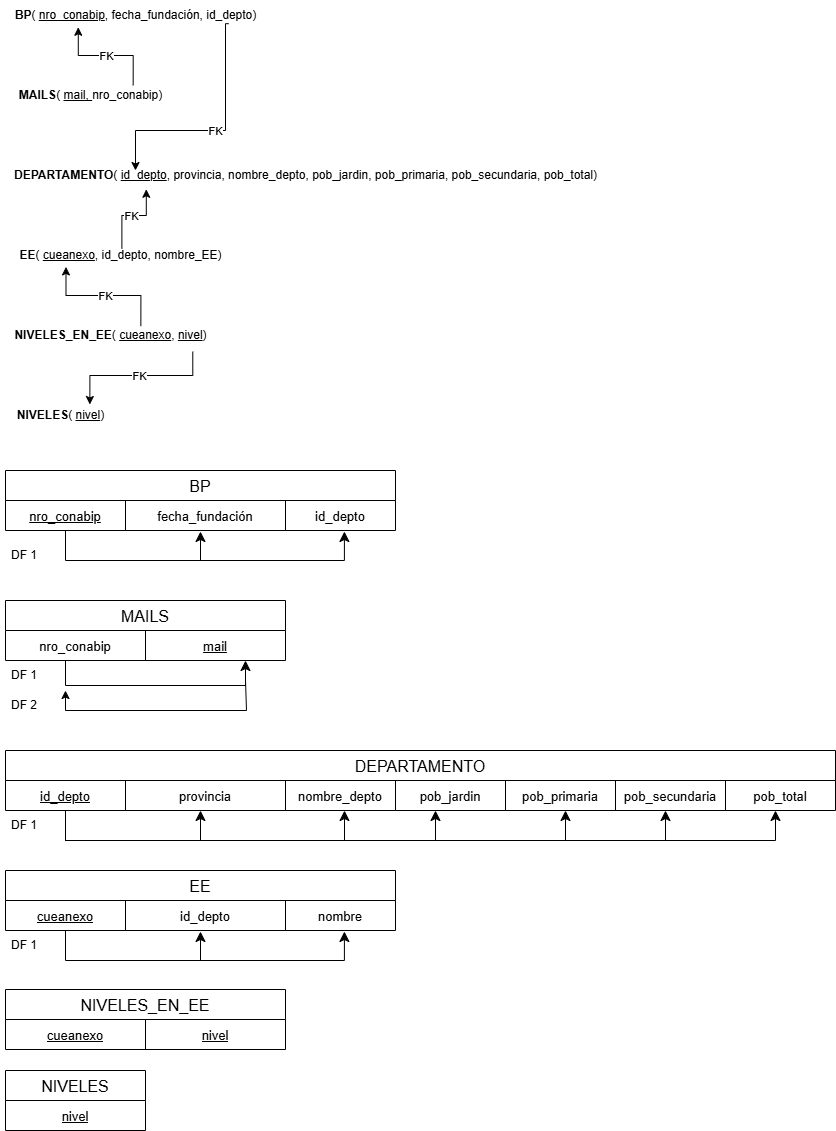 BP( nro_conabip, fecha_fundación, id_depto)
FK
MAILS( mail, nro_conabip)
FK
DEPARTAMENTO( id_depto, provincia, nombre_depto, pob_jardin, pob_primaria, pob_secundaria, pob_total)
FK
EE( cueanexo, id_depto, nombre_EE)
FK
NIVELES_EN_EE( cueanexo, nivel)
FK
NIVELES( nivel)
BP
nro_conabip fecha_fundación id_depto
DF 1
MAILS
nro_conabip mail
DF 1
DF 2
DEPARTAMENTO
id_depto provincia nombre_depto pob_jardin pob_primaria pob_secundaria pob_total
DF 1
EE
cueanexo id_depto nombre
DF 1
NIVELES_EN_EE
cueanexo nivel
NIVELES
nivel